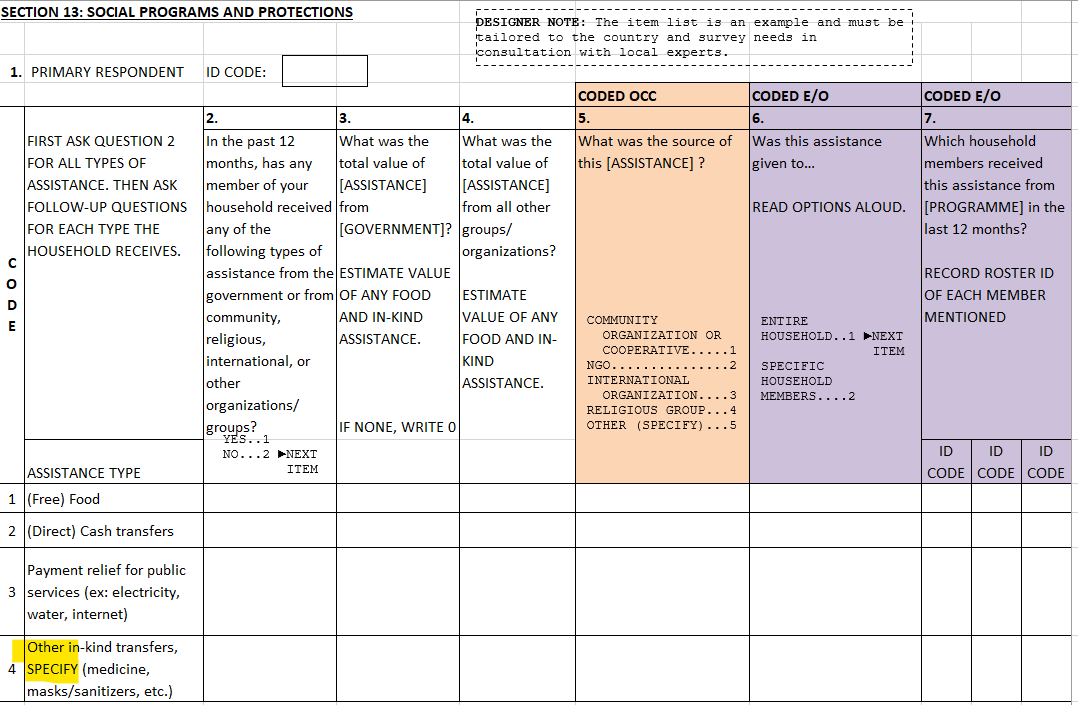 SECTION 13: SOCIAL PROGRAMS AND PROTECTIONS
DESIGNER NOTE: The item list is an example and must be
tailored to the country and survey needs in
consultation with local experts.
1. PRIMARY RESPONDENT ID CODE:
CODED OCC
CODED E/O
CODED E/O
CODE
FIRST ASK QUESTION 2
FOR ALL TYPES OF
ASSISTANCE. THEN ASK
FOLLOW-UP QUESTIONS
FOR EACH TYPE THE
HOUSEHOLD RECEIVES.
ASSISTANCE TYPE
2.
In the past 12
months, has any
member of your
household received
any of the
following types of
assistance from the
government or from
community,
religious,
international, or
other
organizations/
groups?
YES..1
NO...2 ▶NEXT
ITEM
3.
What was the
total value of
[ASSISTANCE]
from
[GOVERNMENT]?
ESTIMATE VALUE
OF ANY FOOD
AND IN-KIND
ASSISTANCE.
IF NONE, WRITE 0
4.
What was the
total value of
[ASSISTANCE]
from all other
groups/
organizations?
ESTIMATE
VALUE OF ANY
FOOD AND IN-
KIND
ASSISTANCE.
5.
What was the source of
this [ASSISTANCE] ?
COMMUNITY
ORGANIZATION OR
COOPERATIVE.....1
NGO...............2
INTERNATIONAL
ORGANIZATION....3
RELIGIOUS GROUP...4
OTHER (SPECIFY)...5
6.
Was this assistance
given to...
READ OPTIONS ALOUD.
ENTIRE
HOUSEHOLD..1 ▶NEXT
ITEM
SPECIFIC
HOUSEHOLD
MEMBERS....2
7.
Which household
members received
this assistance from
[PROGRAMME] in the
last 12 months?
RECORD ROSTER ID
OF EACH MEMBER
MENTIONED
ID CODE
ID CODE
ID CODE
1 (Free) Food
2 (Direct) Cash transfers
3 Payment relief for public
services (ex: electricity,
water, internet)
4 Other in-kind transfers,
SPECIFY (medicine,
masks/sanitizers, etc.)